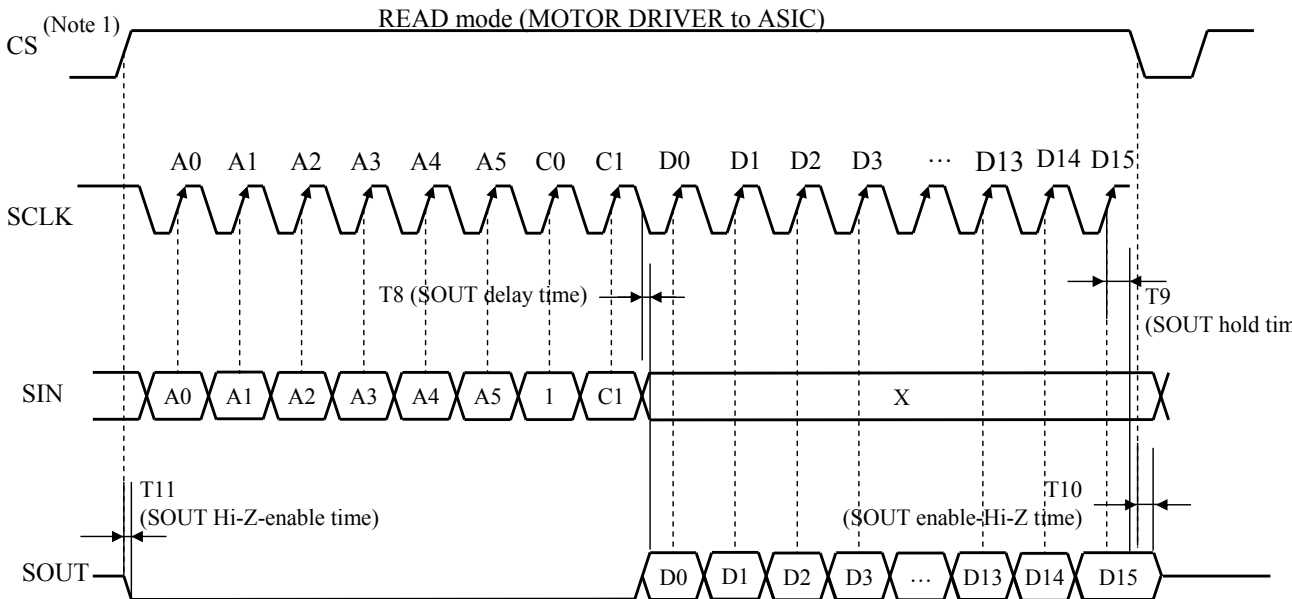 READ mode (MOTOR DRIVER to ASIC)
CS (Note 1)
A0 A1 A2 A3 A4 A5 C0 C1 D0 D1 D2 D3 ... D13 D14 D15
SCLK
T8 (SOUT delay time)
T9
(SOUT hold tim
SIN
A0 A1 A2 A3 A4 A5 1 C1 X
T11
(SOUT Hi-Z-enable time)
T10
(SOUT enable-Hi-Z time)
SOUT
D0 D1 D2 D3 ... D13 D14 D15